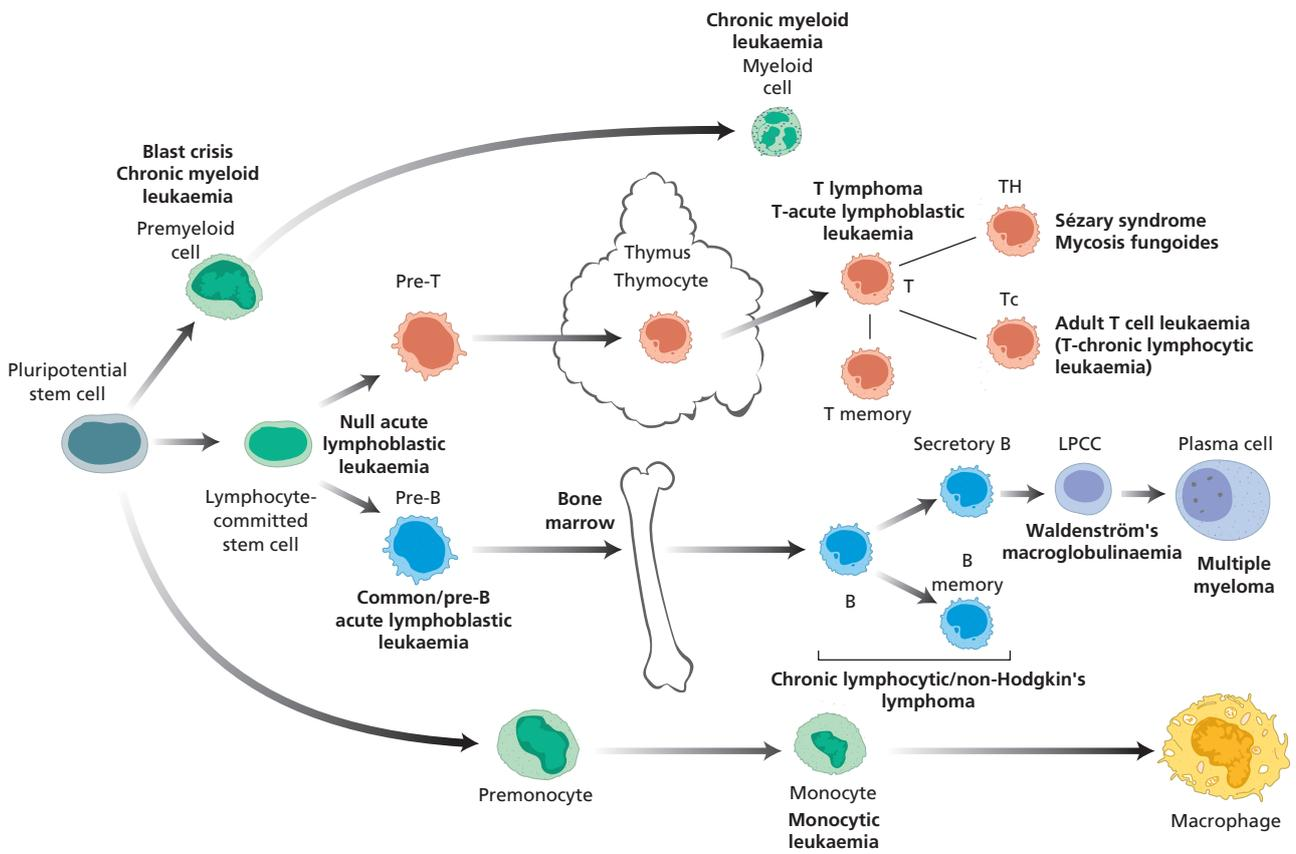 Chronic myeloid
leukaemia
Myeloid
cell
Blast crisis
Chronic myeloid
leukaemia
Premyeloid
cell
T lymphoma
T-acute lymphoblastic
leukaemia
TH
Sézary syndrome
Mycosis fungoides
Thymus
Thymocyte
Pre-T
T
Tc
Adult T cell leukaemia
(T-chronic lymphocytic
leukaemia)
T memory
Pluripotential
stem cell
Null acute
lymphoblastic
leukaemia
Lymphocyte-
committed
stem cell
Pre-B
Common/pre-B
acute lymphoblastic
leukaemia
Bone
marrow
B
Secretory B
LPCC
Plasma cell
Waldenström's
macroglobulinaemia
Multiple
myeloma
B
memory
Chronic lymphocytic/non-Hodgkin's
lymphoma
Premonocyte
Monocyte
Monocytic
leukaemia
Macrophage